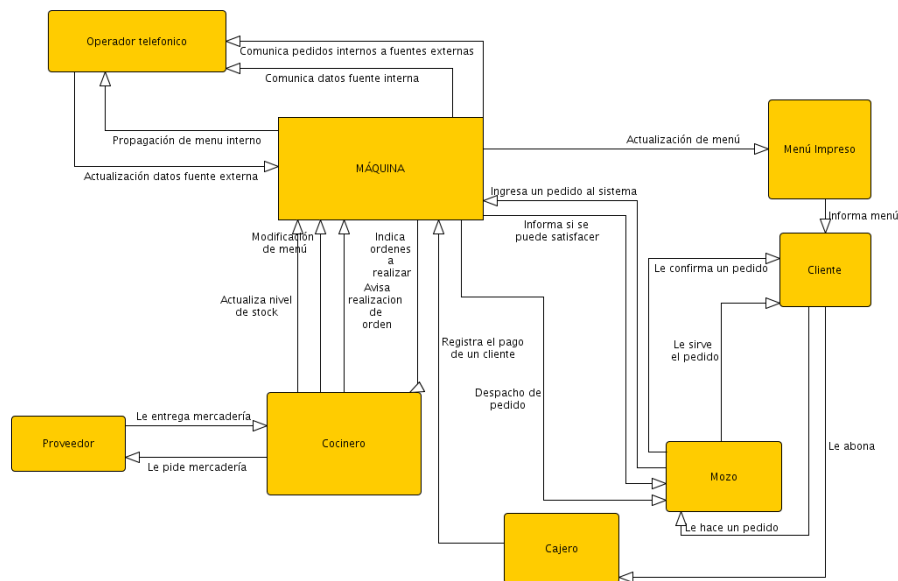 Operador telefonico
Comunica pedidos internos a fuentes externas
Comunica datos fuente interna
Propagación de menu interno
Actualización datos fuente externa
MÁQUINA
Actualización de menú
Menú Impreso
Ingresa un pedido al sistema
Informa si se
puede satisfacer
Informa menú
Modificación
de menú
Indica
ordenes
a
realizar
Le confirma un pedido
Cliente
Actualiza nivel
de stock
Avisa
realizacion
de
orden
Registra el pago
de un cliente
Le sirve
el pedido
Despacho de
pedido
Le entrega mercadería
Proveedor
Cocinero
Le pide mercadería
Le abona
Mozo
Le hace un pedido
Cajero